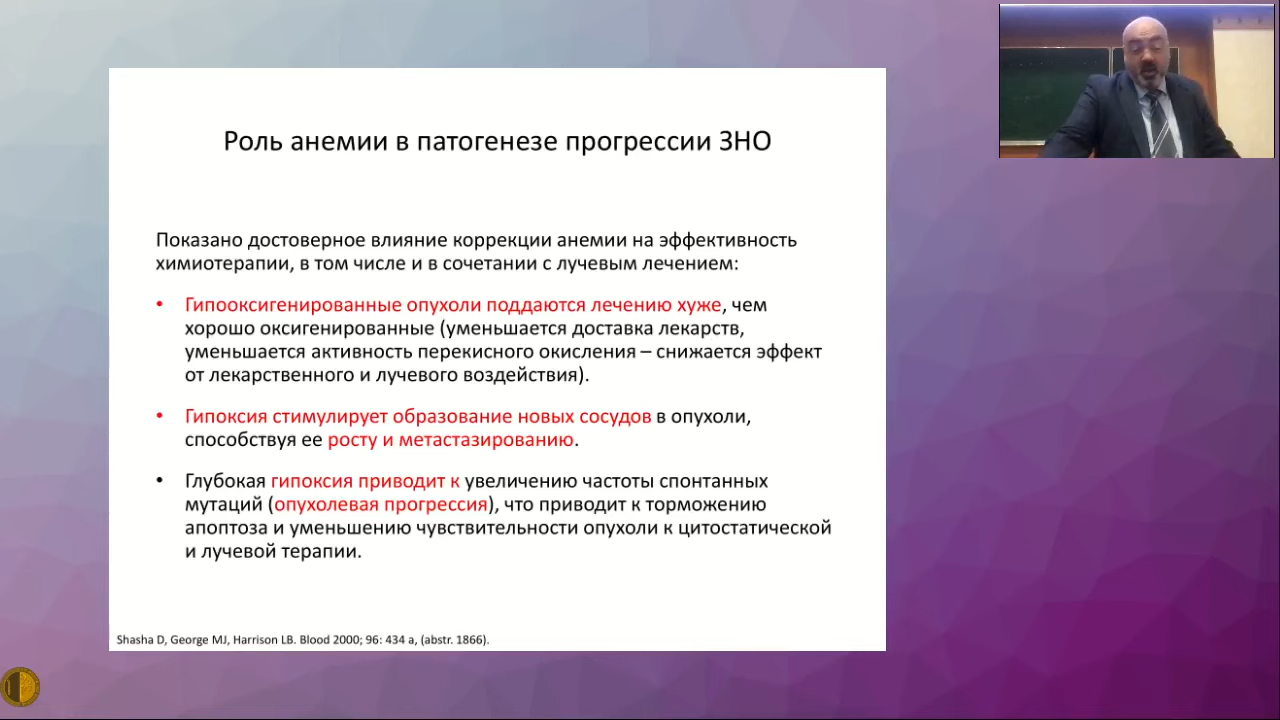 Роль анемии в патогенезе прогрессии ЗНО
Показано достоверное влияние коррекции анемии на эффективность
химиотерапии, в том числе и в сочетании с лучевым лечением:
• Гипооксигенированные опухоли поддаются лечению хуже, чем
хорошо оксигенированные (уменьшается доставка лекарств,
уменьшается активность перекисного окисления – снижается эффект
от лекарственного и лучевого воздействия).
• Гипоксия стимулирует образование новых сосудов в опухоли,
способствуя ее росту и метастазированию.
• Глубокая гипоксия приводит к увеличению частоты спонтанных
мутаций (опухолевая прогрессия), что приводит к торможению
апоптоза и уменьшению чувствительности опухоли к цитостатической
и лучевой терапии.
Shasha D, George MJ, Harrison LB. Blood 2000; 96: 434 a, (abstr. 1866).